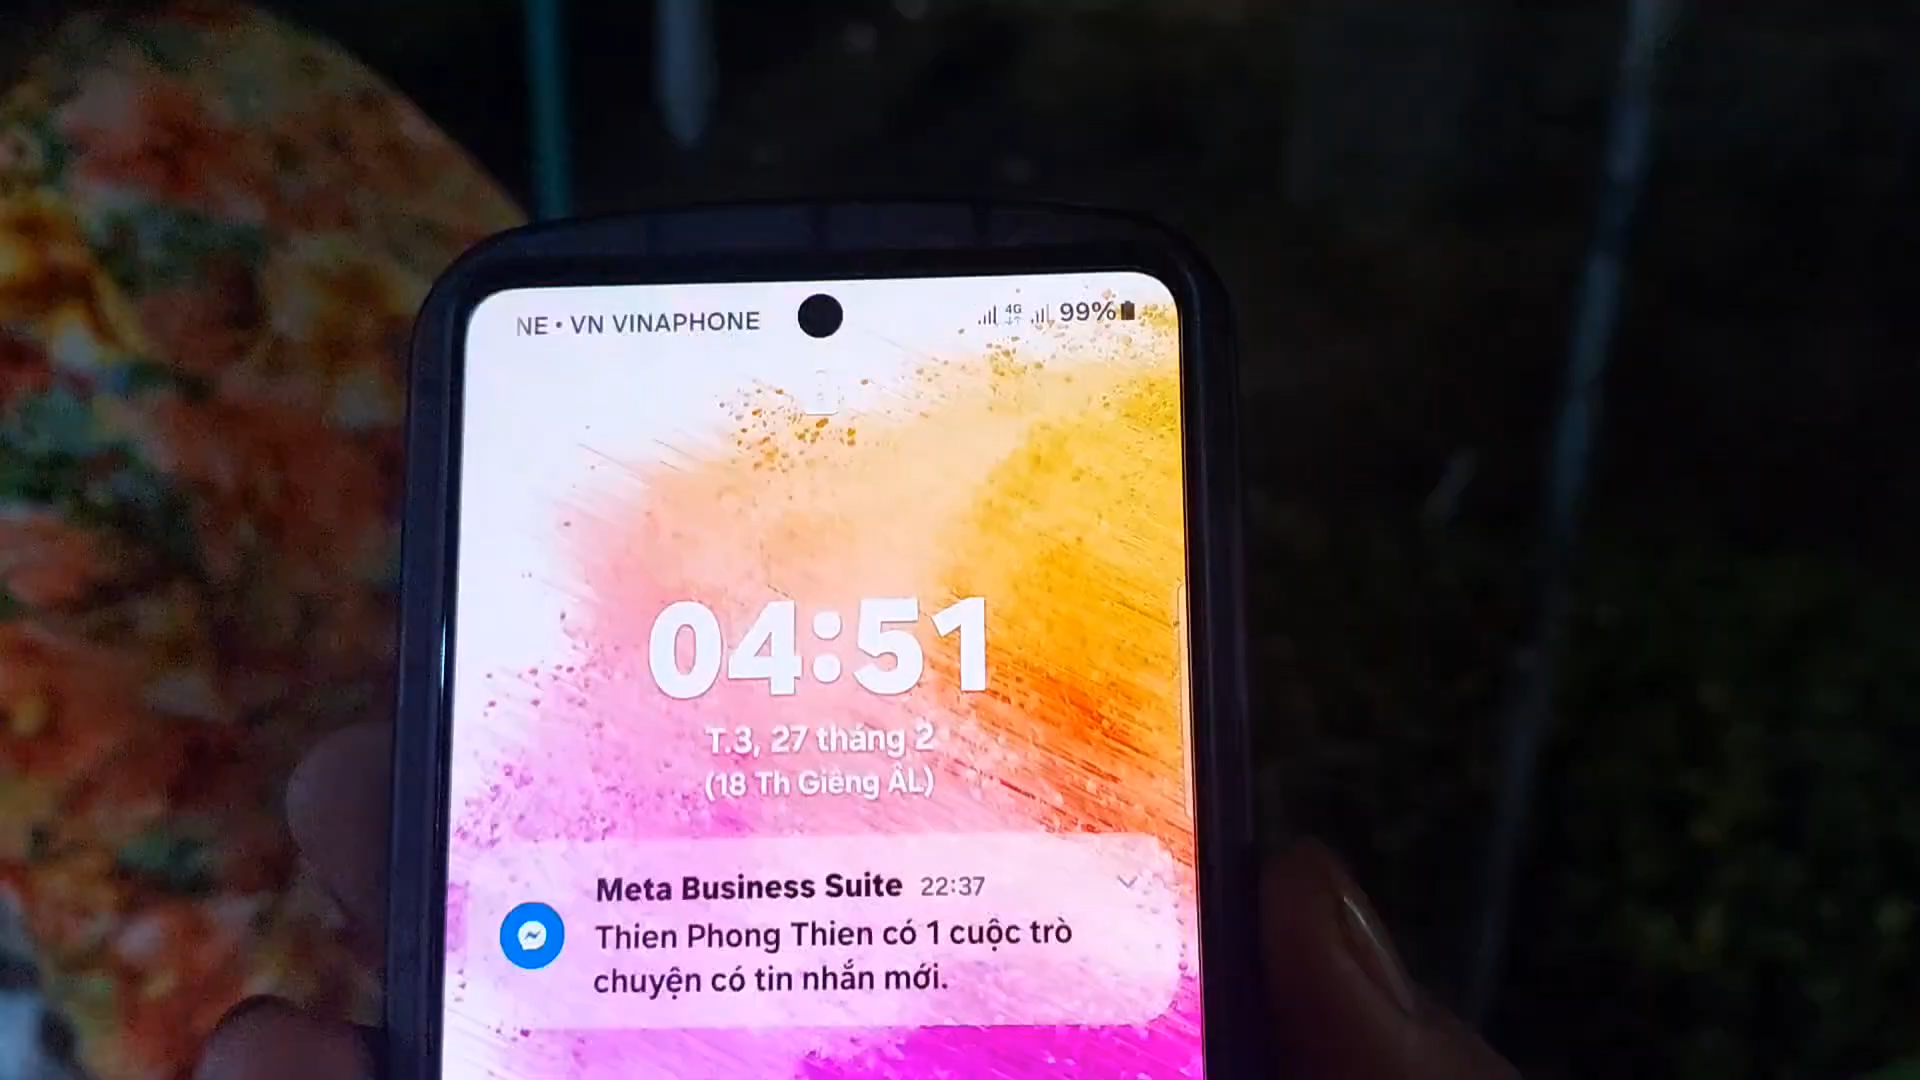 NE • VN VINAPHONE 4G 99%
04:51
T.3, 27 tháng 2
(18 Th Giêng ÂL)
Meta Business Suite 22:37
Thien Phong Thien có 1 cuộc trò
chuyện có tin nhắn mới.